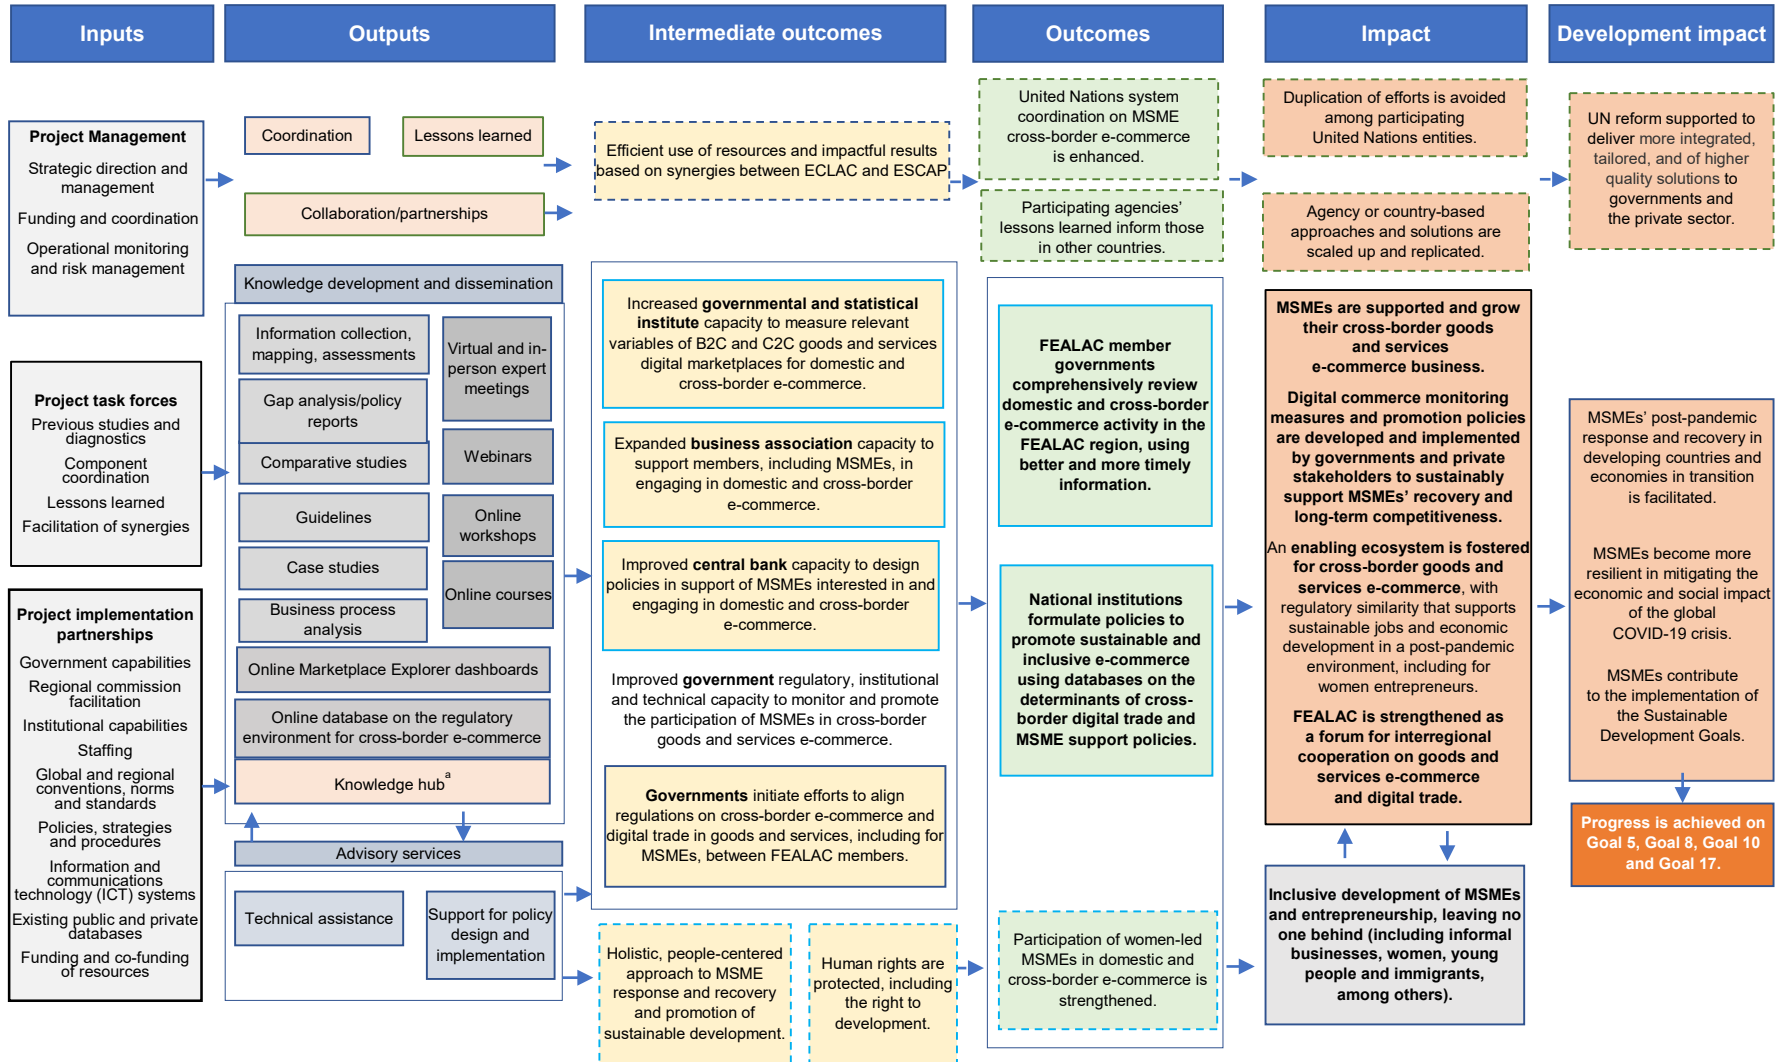 Inputs
Outputs
Intermediate outcomes
Outcomes
Impact
Development impact
Project Management
Strategic direction and
management
Funding and coordination
Operational monitoring
and risk management
Project task forces
Previous studies and
diagnostics
Component
coordination
Lessons learned
Facilitation of synergies
Project implementation
partnerships
Government capabilities
Regional commission
facilitation
Institutional capabilities
Staffing
Global and regional
conventions, norms
and standards
Policies, strategies
and procedures
Information and
communications
technology (ICT) systems
Existing public and private
databases
Funding and co-funding
of resources
Coordination
Lessons learned
Collaboration/partnerships
Knowledge development and dissemination
Information collection,
mapping, assessments
Gap analysis/policy
reports
Comparative studies
Guidelines
Case studies
Business process
analysis
Virtual and in-
person expert
meetings
Webinars
Online
workshops
Online courses
Online Marketplace Explorer dashboards
Online database on the regulatory
environment for cross-border e-commerce
Knowledge hub a
Advisory services
Technical assistance
Support for policy
design and
implementation
Efficient use of resources and impactful results
based on synergies between ECLAC and ESCAP
Increased governmental and statistical
institute capacity to measure relevant
variables of B2C and C2C goods and services
digital marketplaces for domestic and
cross-border e-commerce.
Expanded business association capacity to
support members, including MSMEs, in
engaging in domestic and cross-border
e-commerce.
Improved central bank capacity to design
policies in support of MSMEs interested in and
engaging in domestic and cross-border
e-commerce.
Improved government regulatory, institutional
and technical capacity to monitor and promote
the participation of MSMEs in cross-border
goods and services e-commerce.
Governments initiate efforts to align
regulations on cross-border e-commerce and
digital trade in goods and services, including for
MSMEs, between FEALAC members.
Holistic, people-centered
approach to MSME
response and recovery
and promotion of
sustainable development.
Human rights are
protected, including
the right to
development.
United Nations system
coordination on MSME
cross-border e-commerce
is enhanced.
Participating agencies'
lessons learned inform those
in other countries.
FEALAC member
governments
comprehensively review
domestic and cross-border
e-commerce activity in the
FEALAC region, using
better and more timely
information.
National institutions
formulate policies to
promote sustainable and
inclusive e-commerce
using databases on the
determinants of cross-
border digital trade and
MSME support policies.
Participation of women-led
MSMEs in domestic and
cross-border e-commerce is
strengthened.
Duplication of efforts is avoided
among participating
United Nations entities.
Agency or country-based
approaches and solutions are
scaled up and replicated.
MSMEs are supported and grow
their cross-border goods
and services
e-commerce business.
Digital commerce monitoring
measures and promotion policies
are developed and implemented
by governments and private
stakeholders to sustainably
support MSMEs' recovery and
long-term competitiveness.
An enabling ecosystem is fostered
for cross-border goods and
services e-commerce, with
regulatory similarity that supports
sustainable jobs and economic
development in a post-pandemic
environment, including for
women entrepreneurs.
FEALAC is strengthened as
a forum for interregional
cooperation on goods and
services e-commerce
and digital trade.
Inclusive development of MSMEs
and entrepreneurship, leaving no
one behind (including informal
businesses, women, young
people and immigrants,
among others).
UN reform supported to
deliver more integrated,
tailored, and of higher
quality solutions to
governments and
the private sector.
MSMEs' post-pandemic
response and recovery in
developing countries and
economies in transition
is facilitated.
MSMEs become more
resilient in mitigating the
economic and social impact
of the global
COVID-19 crisis.
MSMEs contribute
to the implementation of
the Sustainable
Development Goals.
Progress is achieved on
Goal 5, Goal 8, Goal 10
and Goal 17.